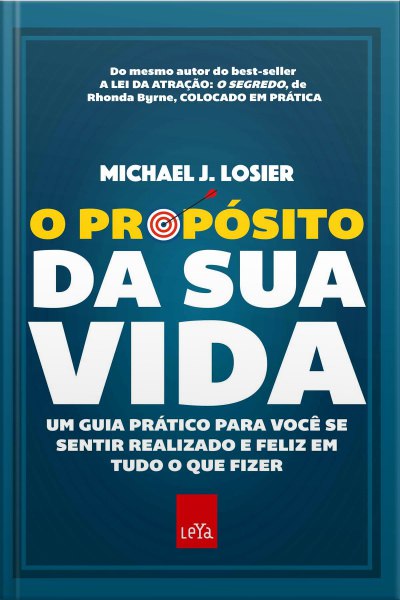 Do mesmo autor do best-seller
A LEI DA ATRAÇÃO: O SEGREDO, de
Rhonda Byrne, COLOCADO EM PRÁTICA
MICHAEL J. LOSIER
O PROPÓSITO
DA SUA
VIDA
UM GUIA PRÁTICO PARA VOCÊ SE
SENTIR REALIZADO E FELIZ EM
TUDO O QUE FIZER
LeYa